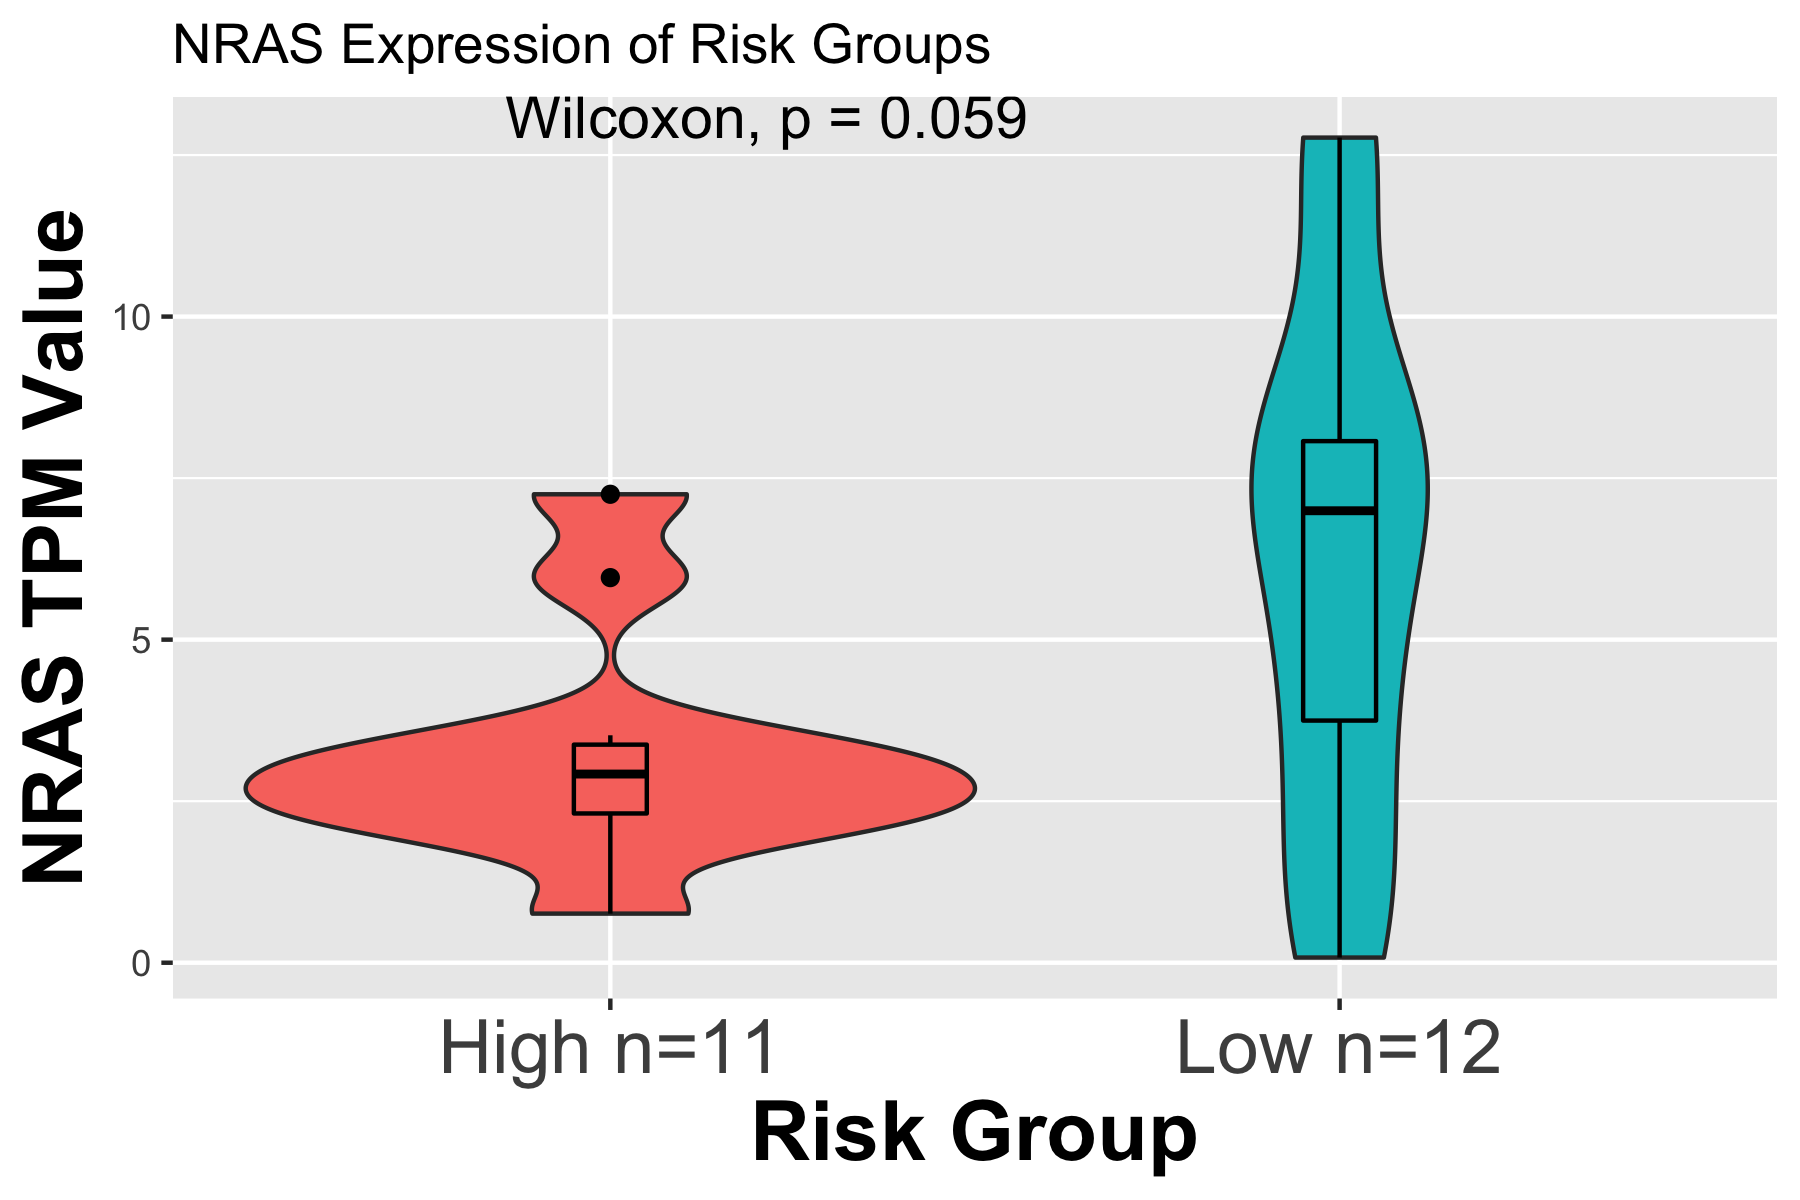 NRAS Expression of Risk Groups
Wilcoxon, p = 0.059
NRAS TPM Value
10
5
0
High n=11
Low n=12
Risk Group